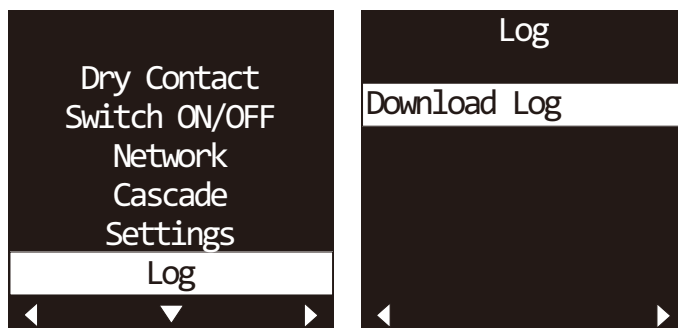 Dry Contact
Switch ON/OFF
Network
Cascade
Settings
Log
Log
Download Log